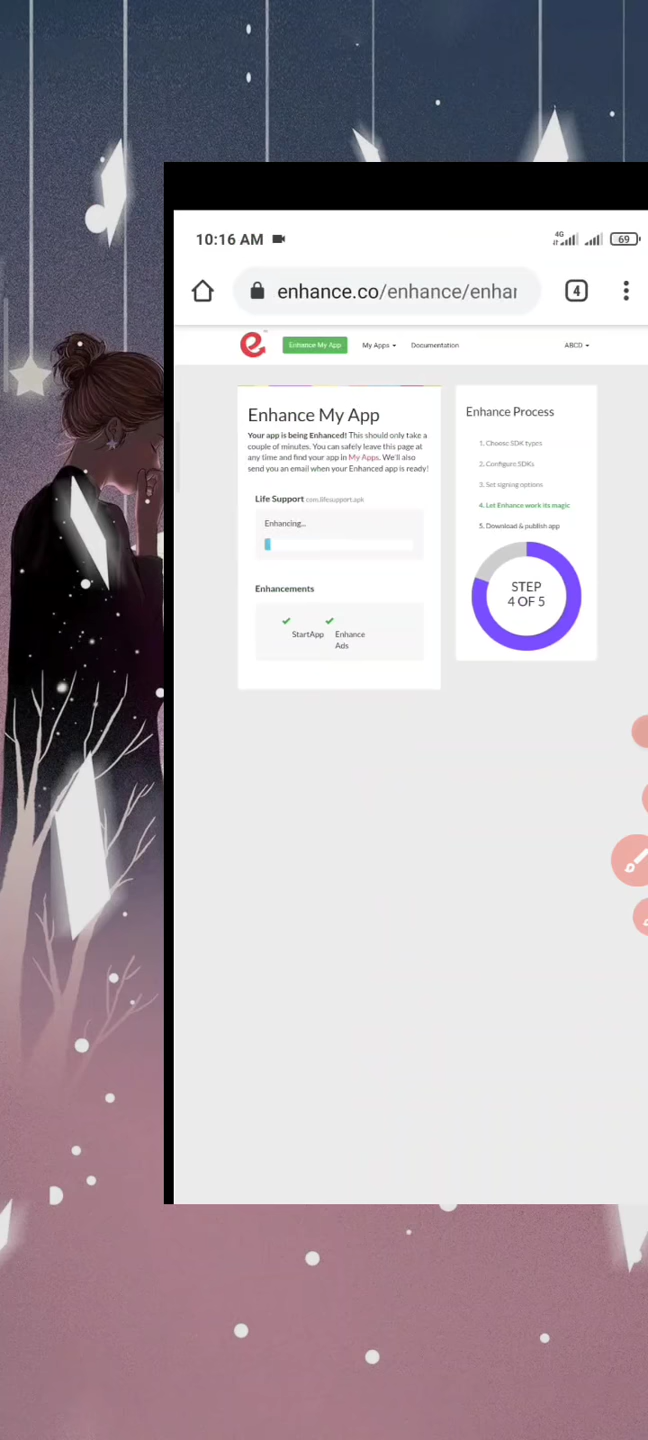 10:16 AM
4G
69
enhance.co/enhance/enhar
4
Enhance My App
My Apps
Documentation
ABCD
Enhance My App
Your app is being Enhanced! This should only take a
couple of minutes. You can safely leave this page at
any time and find your app in My Apps. We'll also
send you an email when your Enhanced app is ready!
Life Support com.lifesupport.apk
Enhancing...
Enhancements
StartApp
Enhance
Ads
Enhance Process
1. Choose SDK types
2. Configure SDKs
3. Set signing options
4. Let Enhance work its magic
5. Download & publish app
STEP
4 OF 5